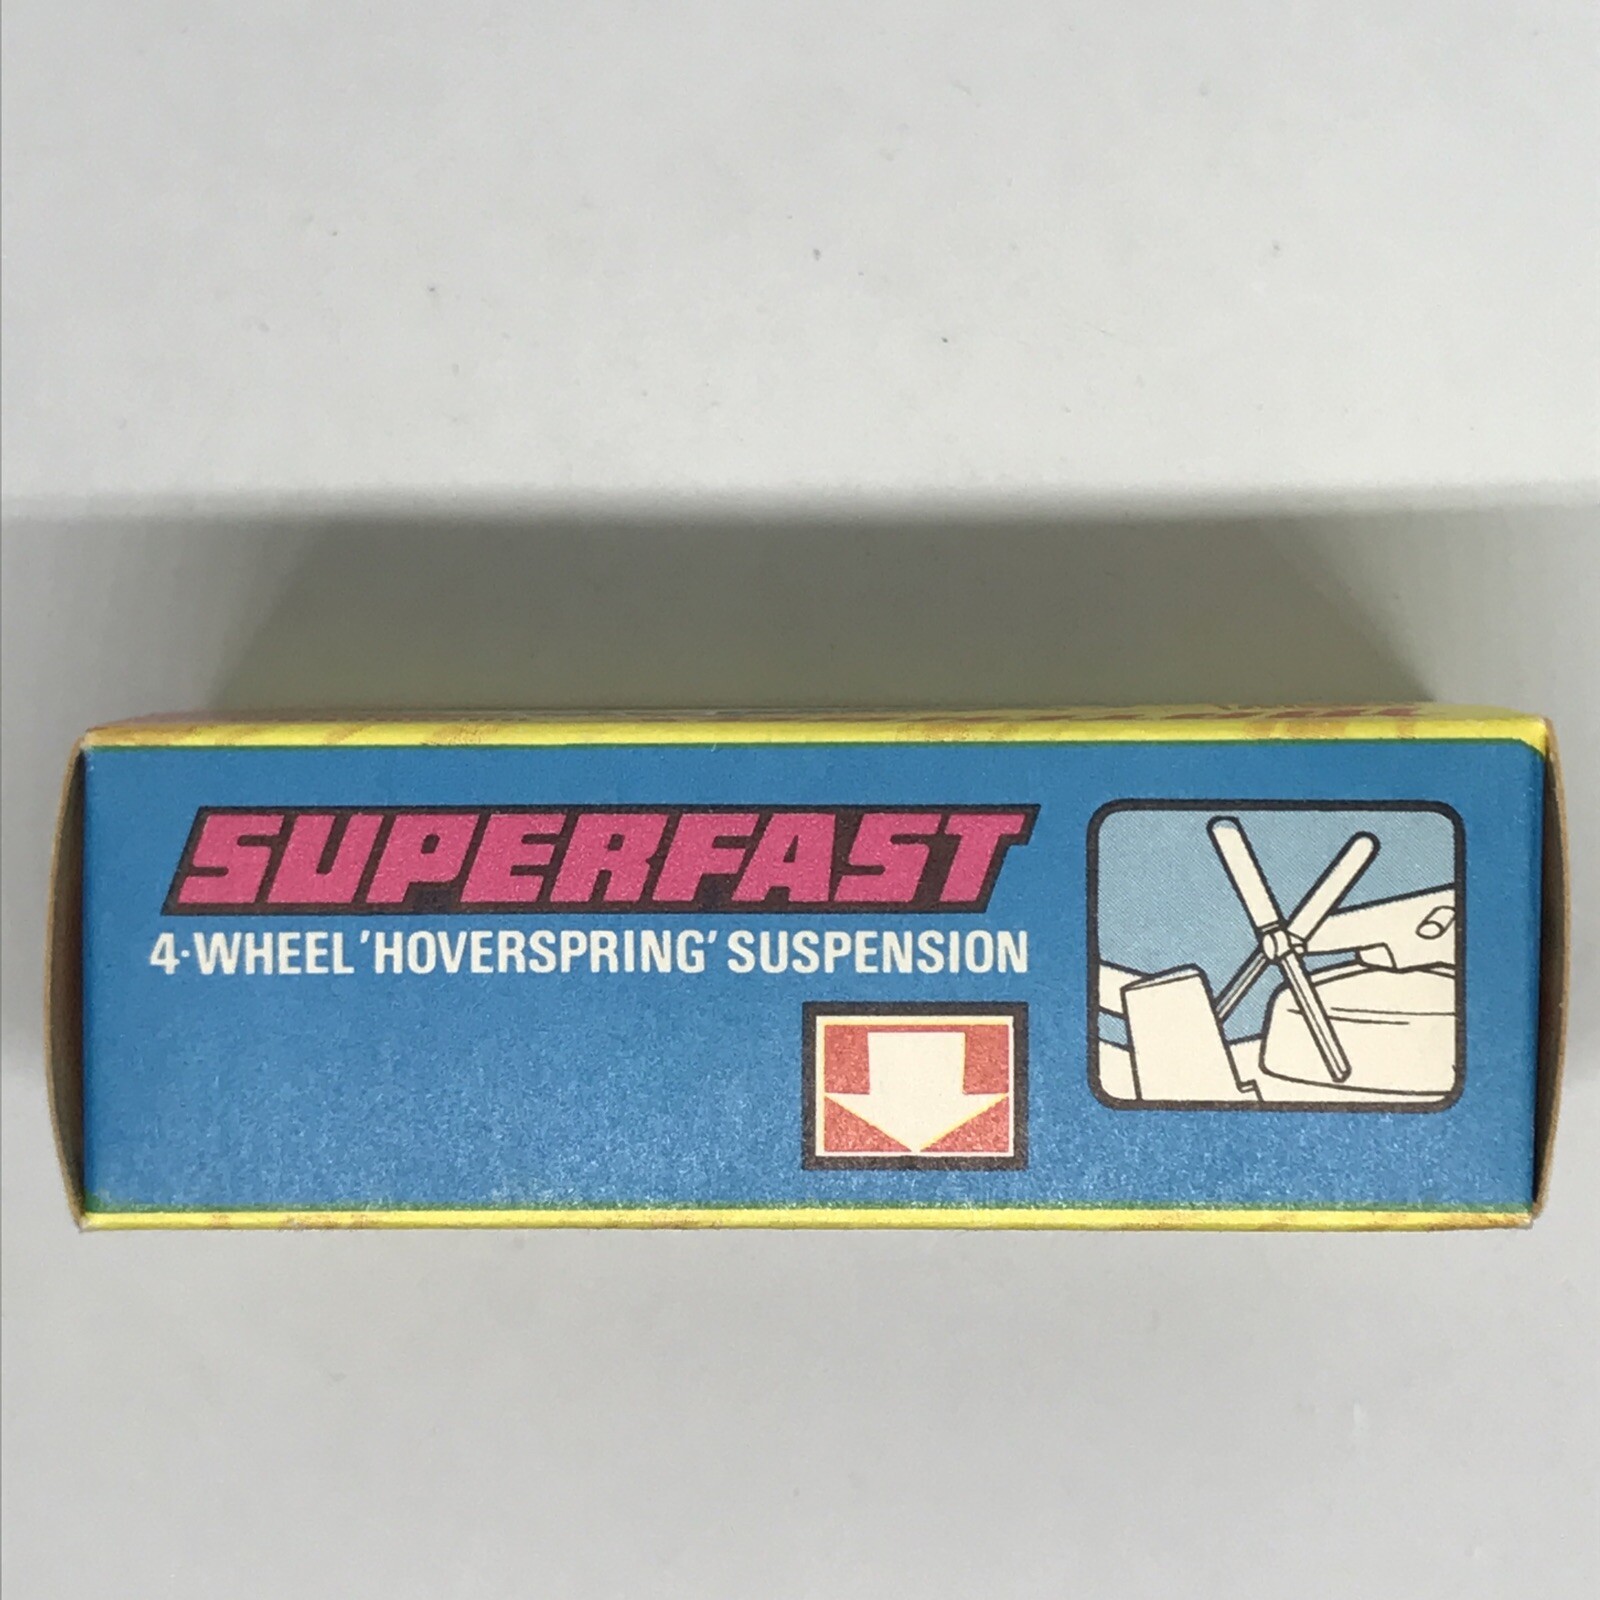 SUPERFAST
4-WHEEL 'HOVERSPRING' SUSPENSION